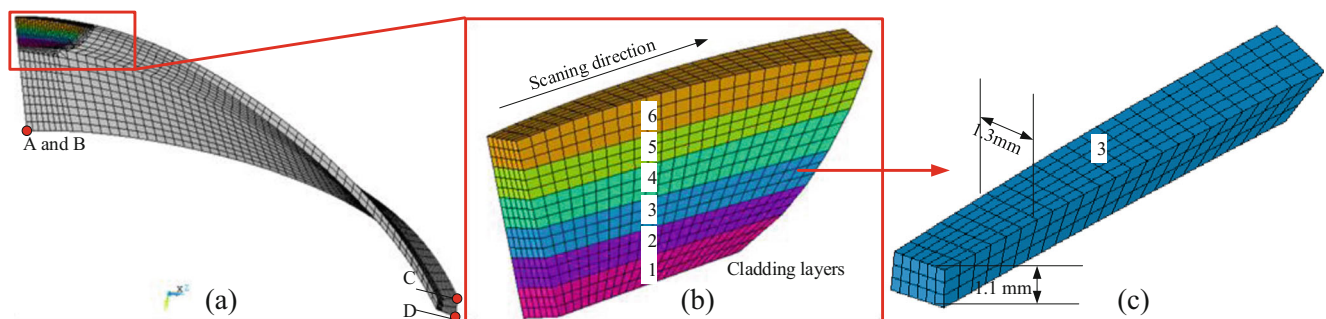 A and B
x z
C
D
(a)
Scaning direction
6
5
4
3
2
1
Cladding layers
(b)
1.3mm
3
1.1 mm
(c)